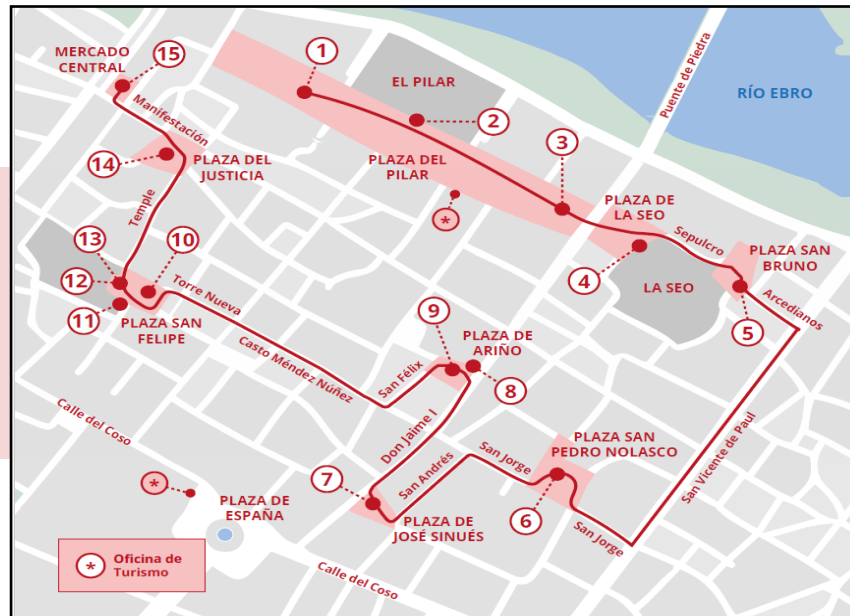 MERCADO
CENTRAL
15
1
EL PILAR
Puente de Piedra
RÍO EBRO
2
3
Manifestación
14
PLAZA DEL
JUSTICIA
PLAZA DEL
PILAR
*
PLAZA DE
LA SEO
Sepulcro
4
PLAZA SAN
BRUNO
LA SEO
5
Arcedianos
Temple
13
10
12
11
Torre Nueva
PLAZA SAN
FELIPE
Casto Méndez Núñez
9
PLAZA DE
ARIÑO
San Félix
8
Don Jaime I
Calle del Coso
San Vicente de Paul
PLAZA SAN
PEDRO NOLASCO
San Jorge
San Andrés
7
6
San Jorge
*
PLAZA DE
ESPAÑA
PLAZA DE
JOSÉ SINUÉS
* Oficina de
Turismo
Calle del Coso